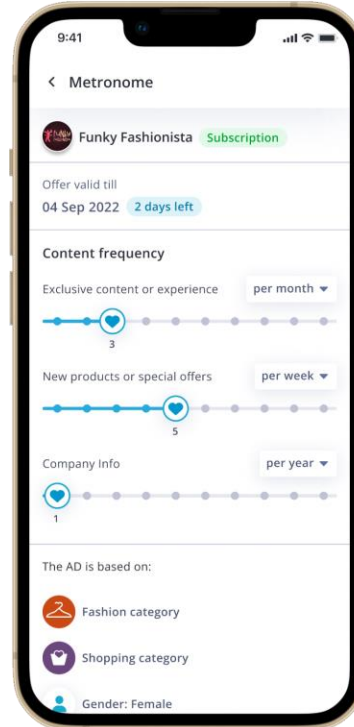 9:41
Metronome
Funky Fashionista Subscription
Offer valid till
04 Sep 2022 2 days left
Content frequency
Exclusive content or experience per month
3
New products or special offers per week
5
Company Info per year
1
The AD is based on:
Fashion category
Shopping category
Gender: Female